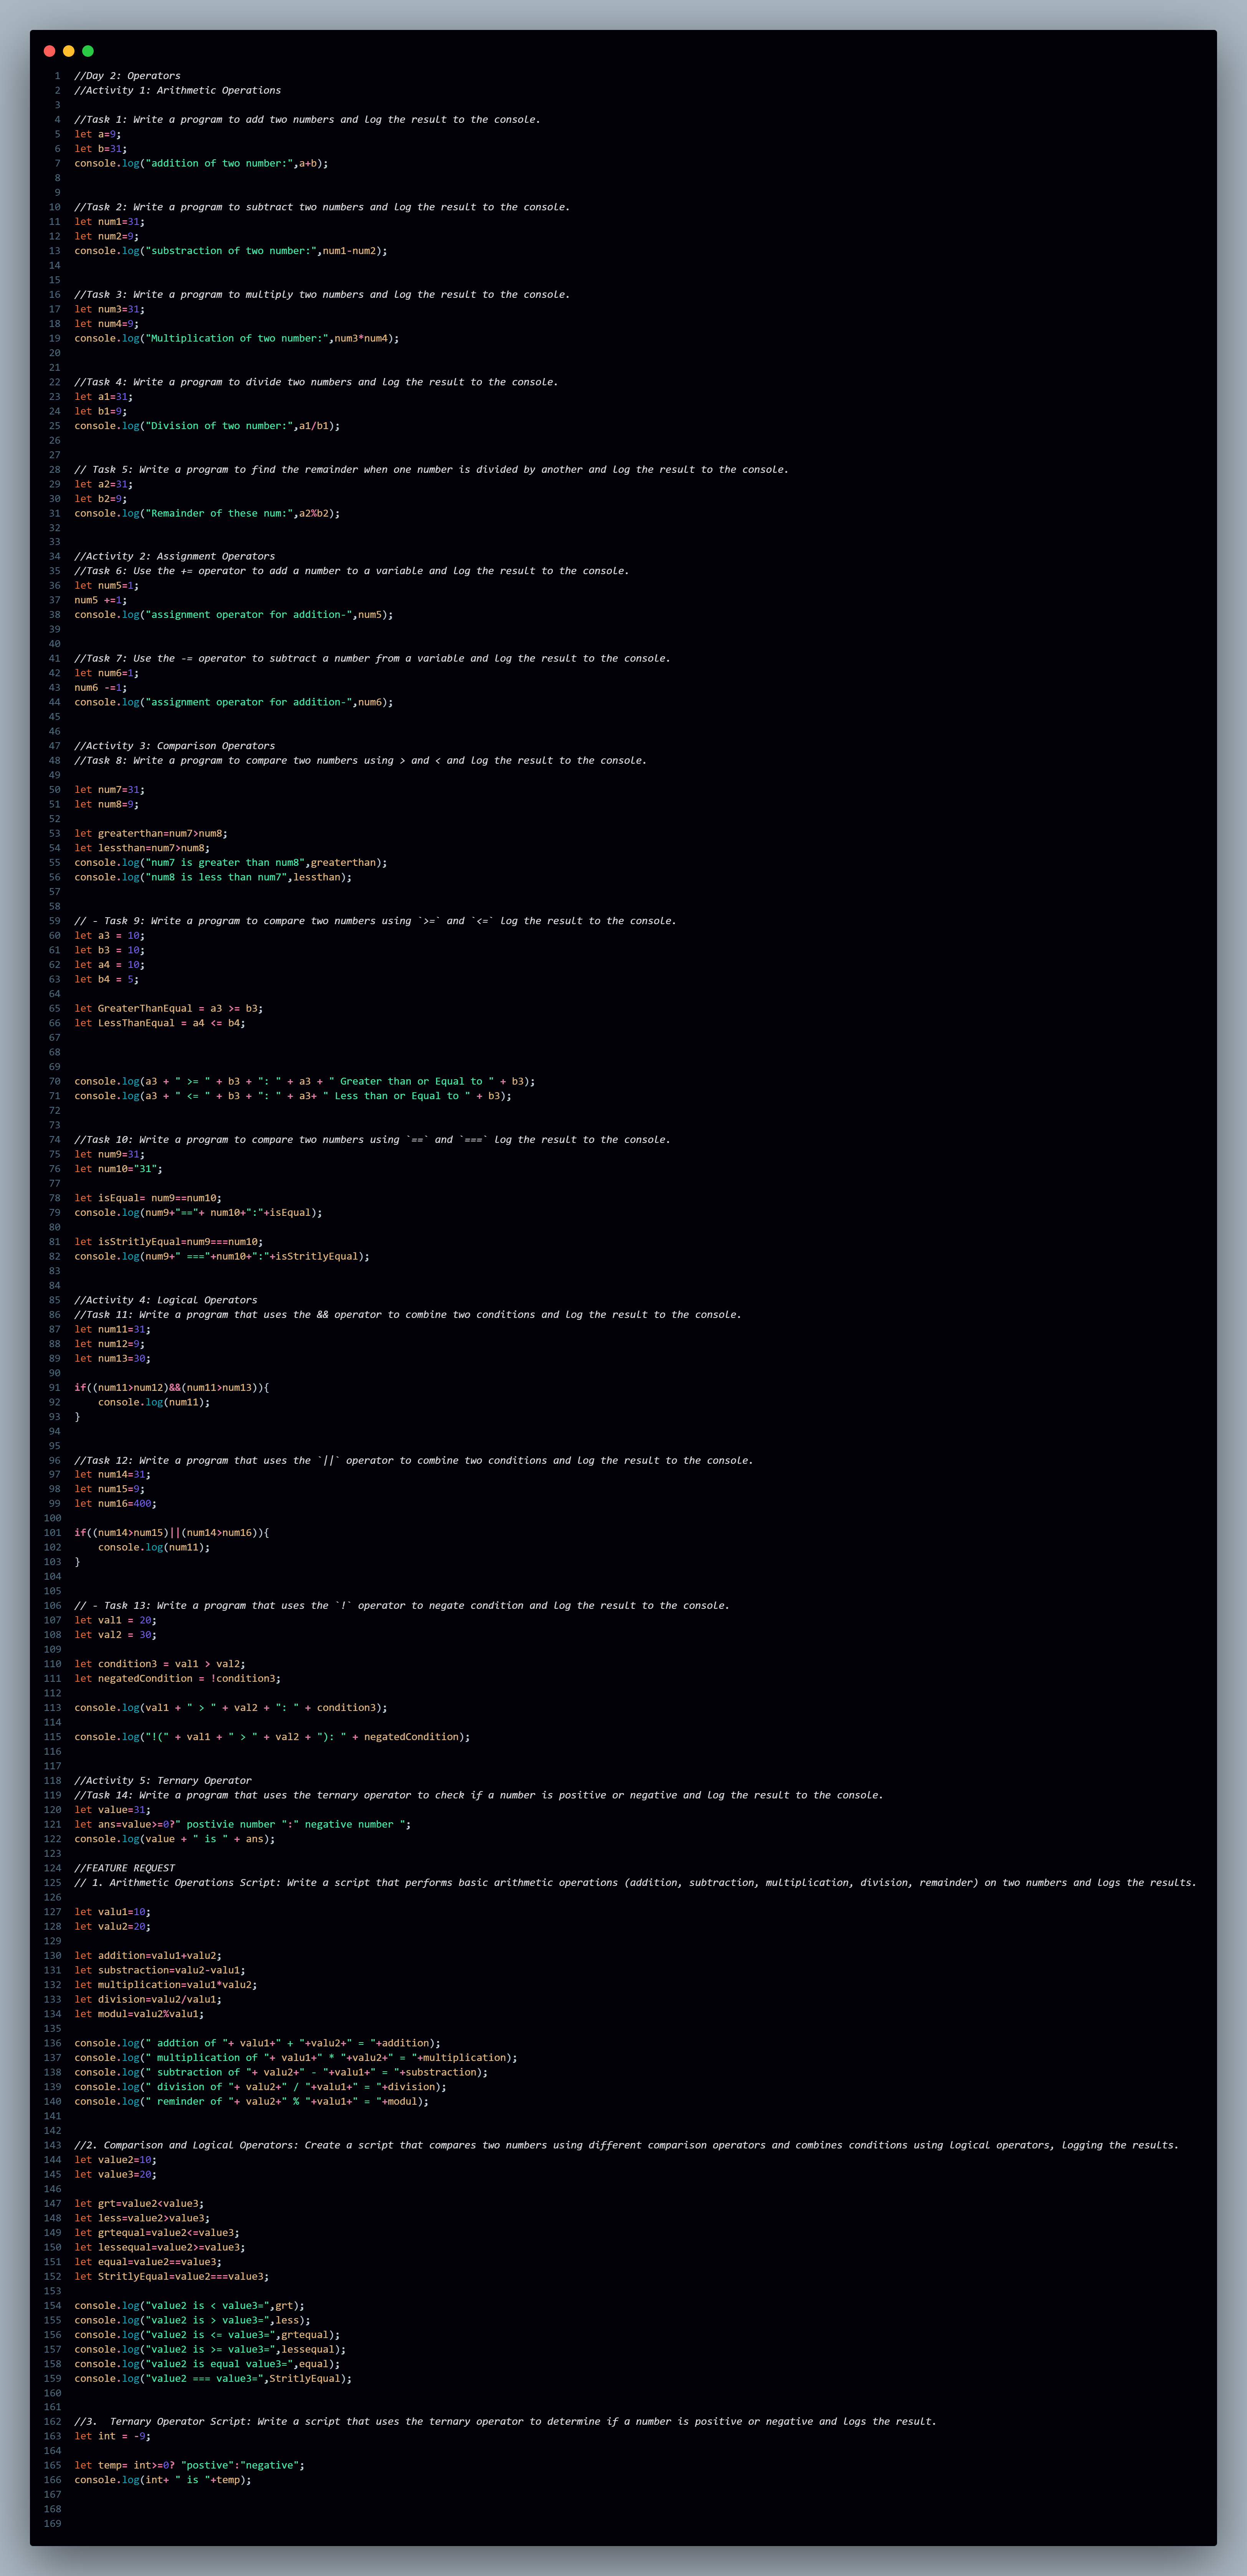 1 //Day 2: Operators
2 //Activity 1: Arithmetic Operations
3
4 //Task 1: Write a program to add two numbers and log the result to the console.
5 let a=9;
6 let b=31;
7 console.log("addition of two number:",a+b);
8
9
10 //Task 2: Write a program to subtract two numbers and log the result to the console.
11 let num1=31;
12 let num2=9;
13 console.log("substraction of two number:",num1-num2);
14
15
16 //Task 3: Write a program to multiply two numbers and log the result to the console.
17 let num3=31;
18 let num4=9;
19 console.log("Multiplication of two number:",num3*num4);
20
21
22 //Task 4: Write a program to divide two numbers and log the result to the console.
23 let a1=31;
24 let b1=9;
25 console.log("Division of two number:",a1/b1);
26
27
28 // Task 5: Write a program to find the remainder when one number is divided by another and log the result to the console.
29 let a2=31;
30 let b2=9;
31 console.log("Remainder of these num:",a2%b2);
32
33
34 //Activity 2: Assignment Operators
35 //Task 6: Use the += operator to add a number to a variable and log the result to the console.
36 let num5=1;
37 num5 +=1;
38 console.log("assignment operator for addition-",num5);
39
40
41 //Task 7: Use the -= operator to subtract a number from a variable and log the result to the console.
42 let num6=1;
43 num6 -=1;
44 console.log("assignment operator for addition-",num6);
45
46
47 //Activity 3: Comparison Operators
48 //Task 8: Write a program to compare two numbers using > and < and log the result to the console.
49
50 let num7=31;
51 let num8=9;
52
53 let greaterthan=num7>num8;
54 let lessthan=num7>num8;
55 console.log("num7 is greater than num8",greaterthan);
56 console.log("num8 is less than num7",lessthan);
57
58
59 // - Task 9: Write a program to compare two numbers using `>=` and `<=` log the result to the console.
60 let a3 = 10;
61 let b3 = 10;
62 let a4 = 10;
63 let b4 = 5;
64
65 let GreaterThanEqual = a3 >= b3;
66 let LessThanEqual = a4 <= b4;
67
68
69
70 console.log(a3 + " >= " + b3 + ": " + a3 + " Greater than or Equal to " + b3);
71 console.log(a3 + " <= " + b3 + ": " + a3+ " Less than or Equal to " + b3);
72
73
74 //Task 10: Write a program to compare two numbers using `==` and `===` log the result to the console.
75 let num9=31;
76 let num10="31";
77
78 let isEqual= num9==num10;
79 console.log(num9+"=="+ num10+":"+isEqual);
80
81 let isStritlyEqual=num9===num10;
82 console.log(num9+" ==="+num10+":"+isStritlyEqual);
83
84
85 //Activity 4: Logical Operators
86 //Task 11: Write a program that uses the && operator to combine two conditions and log the result to the console.
87 let num11=31;
88 let num12=9;
89 let num13=30;
90
91 if((num11>num12)&&(num11>num13)){
92     console.log(num11);
93 }
94
95
96 //Task 12: Write a program that uses the `||` operator to combine two conditions and log the result to the console.
97 let num14=31;
98 let num15=9;
99 let num16=400;
100
101 if((num14>num15)||(num14>num16)){
102     console.log(num11);
103 }
104
105
106 // - Task 13: Write a program that uses the `!` operator to negate condition and log the result to the console.
107 let val1 = 20;
108 let val2 = 30;
109
110 let condition3 = val1 > val2;
111 let negatedCondition = !condition3;
112
113 console.log(val1 + " > " + val2 + ": " + condition3);
114
115 console.log("!(" + val1 + " > " + val2 + "): " + negatedCondition);
116
117
118 //Activity 5: Ternary Operator
119 //Task 14: Write a program that uses the ternary operator to check if a number is positive or negative and log the result to the console.
120 let value=31;
121 let ans=value>=0?" postivie number ":" negative number ";
122 console.log(value + " is " + ans);
123
124 //FEATURE REQUEST
125 // 1. Arithmetic Operations Script: Write a script that performs basic arithmetic operations (addition, subtraction, multiplication, division, remainder) on two numbers and logs the results.
126
127 let valu1=10;
128 let valu2=20;
129
130 let addition=valu1+valu2;
131 let substraction=valu2-valu1;
132 let multiplication=valu1*valu2;
133 let division=valu2/valu1;
134 let modul=valu2%valu1;
135
136 console.log(" addtion of "+ valu1+" + "+valu2+" = "+addition);
137 console.log(" multiplication of "+ valu1+" * "+valu2+" = "+multiplication);
138 console.log(" subtraction of "+ valu2+" - "+valu1+" = "+substraction);
139 console.log(" division of "+ valu2+" / "+valu1+" = "+division);
140 console.log(" reminder of "+ valu2+" % "+valu1+" = "+modul);
141
142
143 //2. Comparison and Logical Operators: Create a script that compares two numbers using different comparison operators and combines conditions using logical operators, logging the results.
144 let value2=10;
145 let value3=20;
146
147 let grt=value2<value3;
148 let less=value2>value3;
149 let grtequal=value2<=value3;
150 let lessequal=value2>=value3;
151 let equal=value2==value3;
152 let StritlyEqual=value2===value3;
153
154 console.log("value2 is < value3=",grt);
155 console.log("value2 is > value3=",less);
156 console.log("value2 is <= value3=",grtequal);
157 console.log("value2 is >= value3=",lessequal);
158 console.log("value2 is equal value3=",equal);
159 console.log("value2 === value3=",StritlyEqual);
160
161
162 //3.  Ternary Operator Script: Write a script that uses the ternary operator to determine if a number is positive or negative and logs the result.
163 let int = -9;
164
165 let temp= int>=0? "postive":"negative";
166 console.log(int+ " is "+temp);
167
168
169